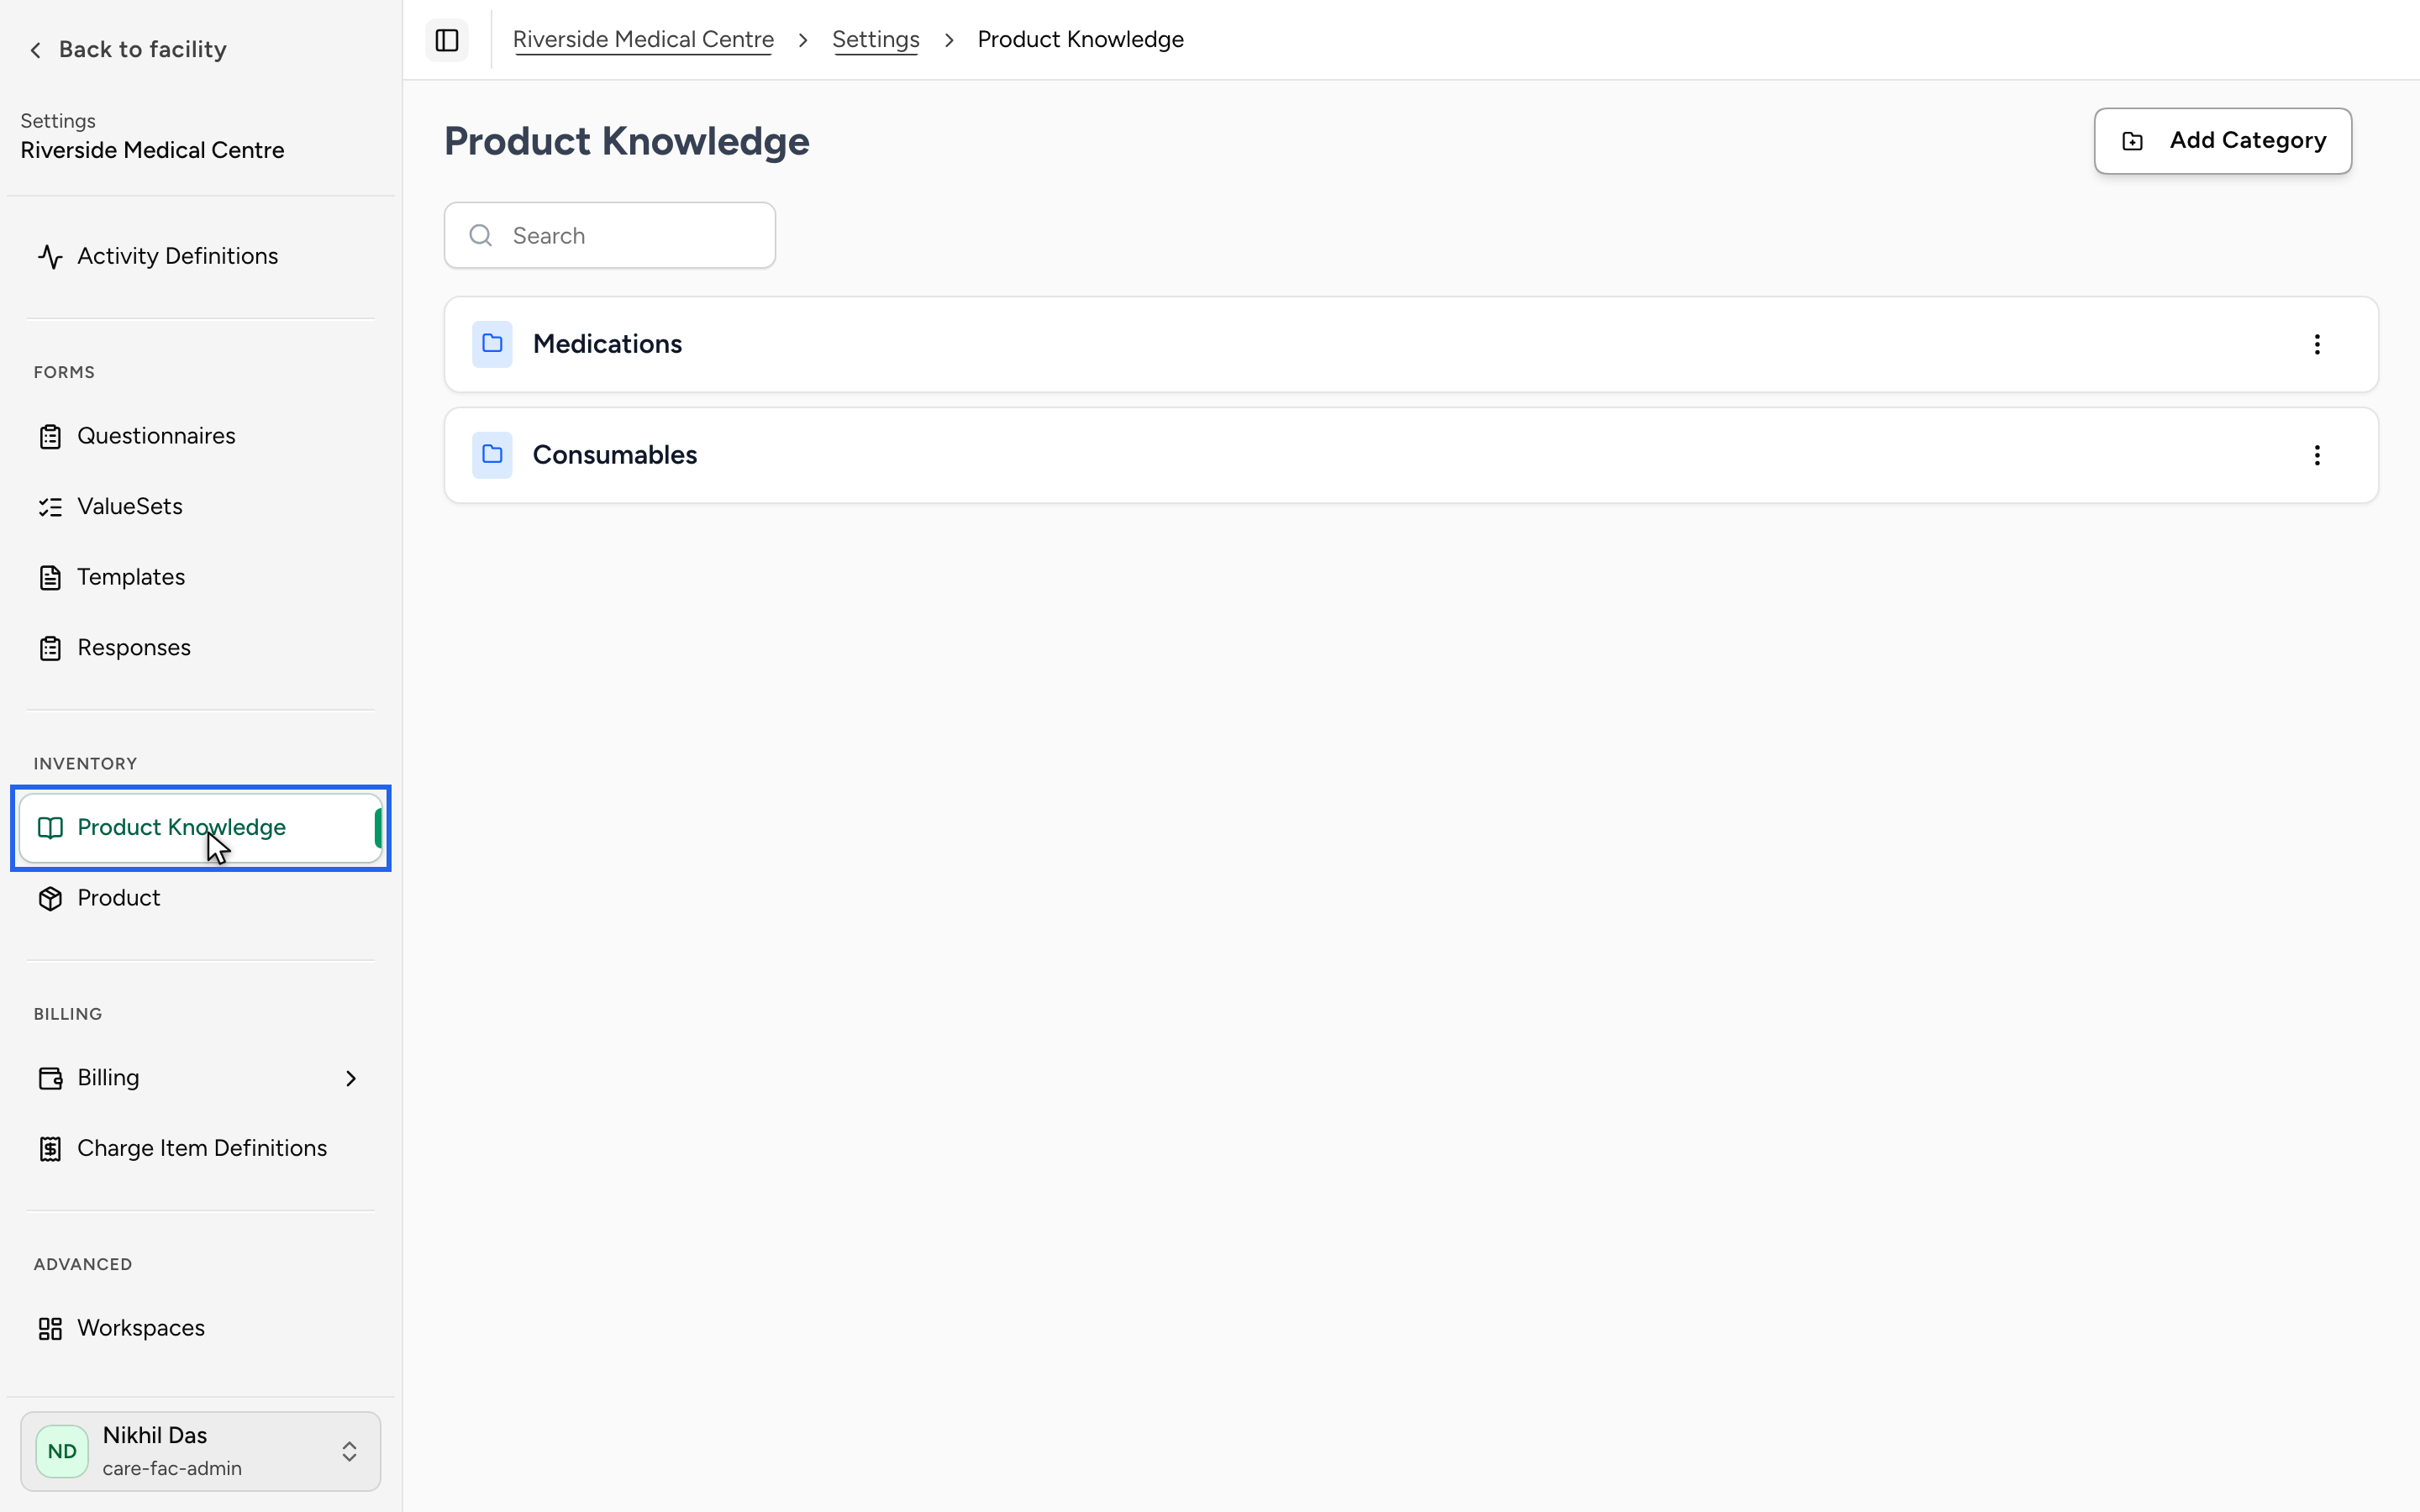 Back to facility
Settings
Riverside Medical Centre
Activity Definitions
FORMS
Questionnaires
ValueSets
Templates
Responses
INVENTORY
Product Knowledge
Product
BILLING
Billing
Charge Item Definitions
ADVANCED
Workspaces
ND
Nikhil Das
care-fac-admin
Riverside Medical Centre > Settings > Product Knowledge
Product Knowledge
Add Category
Search
Medications
Consumables